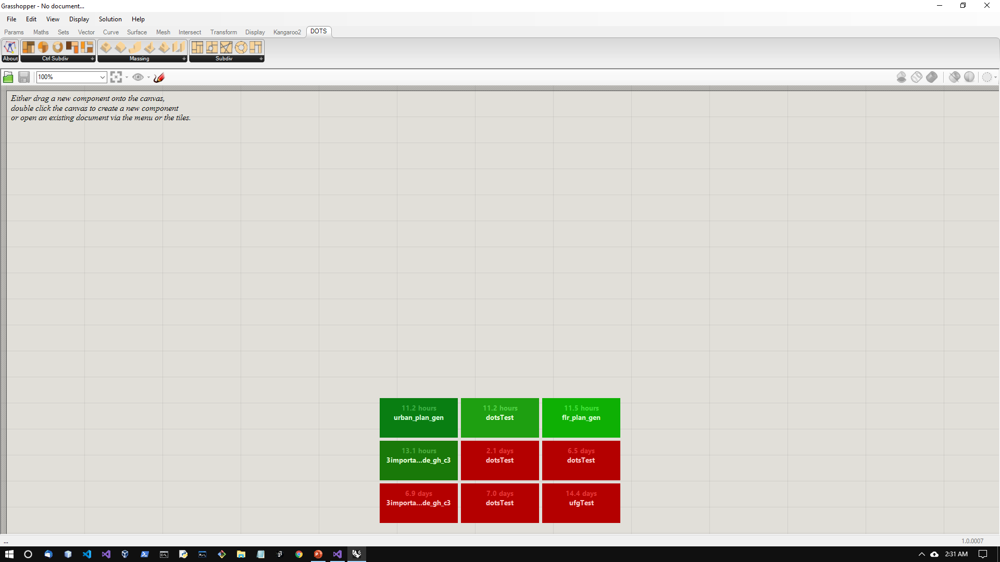 Grasshopper - No document...
File Edit View Display Solution Help
Params Maths Sets Vector Curve Surface Mesh Intersect Transform Display Kangaroo2 DOTS
About Ctrl Subdiv Massing Subdiv
100%
Either drag a new component onto the canvas,
double click the canvas to create a new component
or open an existing document via the menu or the tiles.
11.2 hours 11.2 hours 11.5 hours
urban_plan_gen dotsTest flr_plan_gen
13.1 hours 2.1 days 6.5 days
3importa...de_gh_c3 dotsTest dotsTest
6.9 days 7.0 days 14.4 days
3importa...de_gh_c3 dotsTest ufgTest
... 1.0.0007
2:31 AM